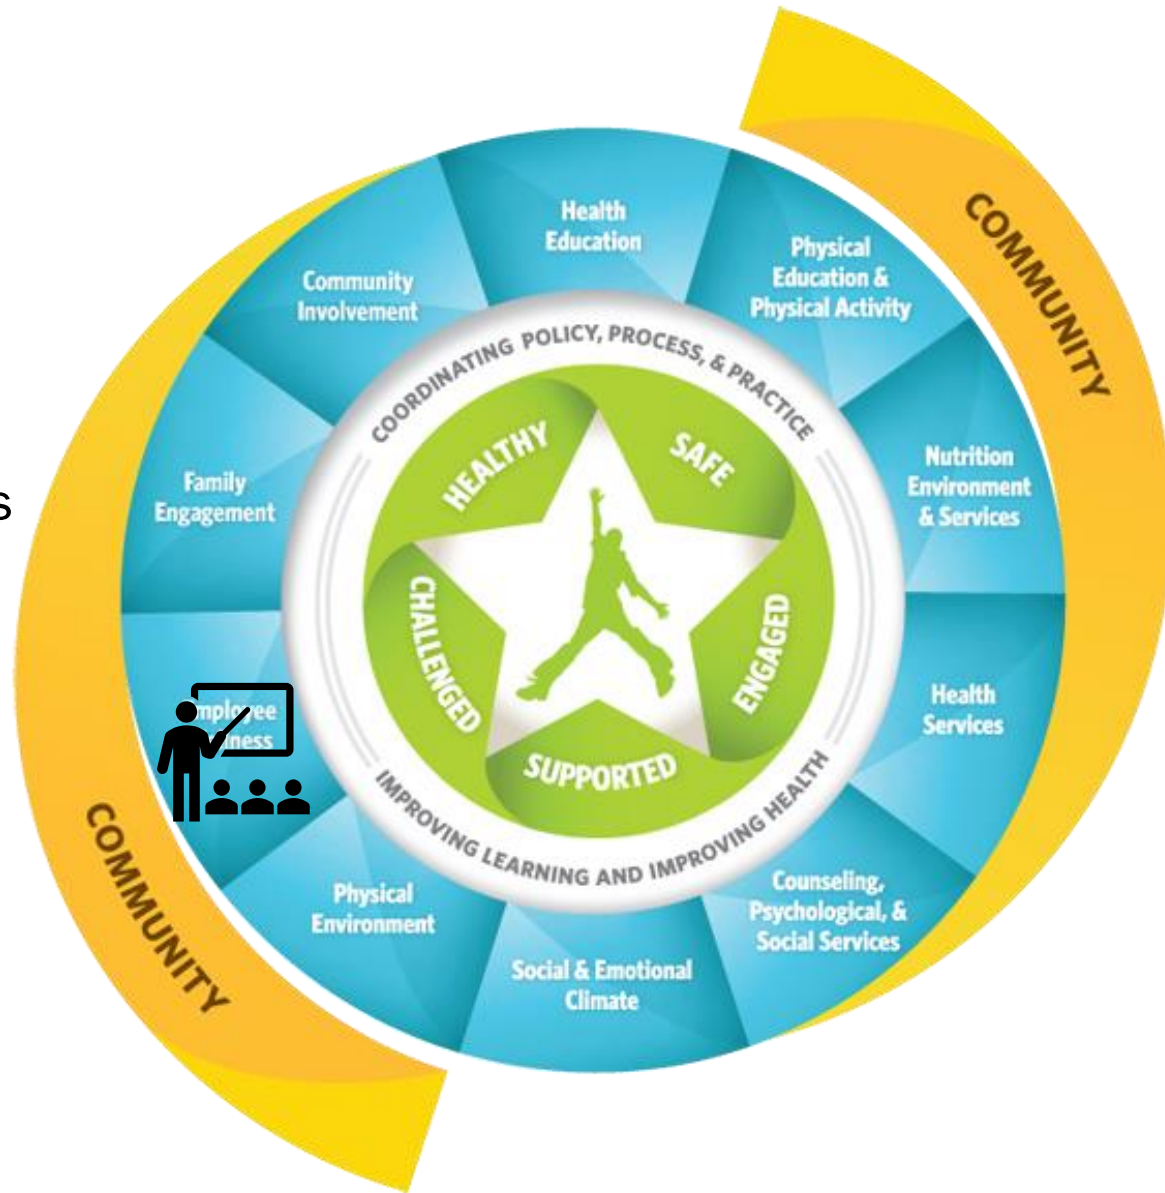 Health
Education
Physical
Education &
Physical Activity
Nutrition
Environment
& Services
Health
Services
Counseling,
Psychological, &
Social Services
Social & Emotional
Climate
Physical
Environment
mployee
lness
Family
Engagement
Community
Involvement
COORDINATING POLICY, PROCESS, & PRACTICE
IMPROVING LEARNING AND IMPROVING HEALTH
HEALTHY
SAFE
ENGAGED
SUPPORTED
CHALLENGED
COMMUNITY
COMMUNITY
s